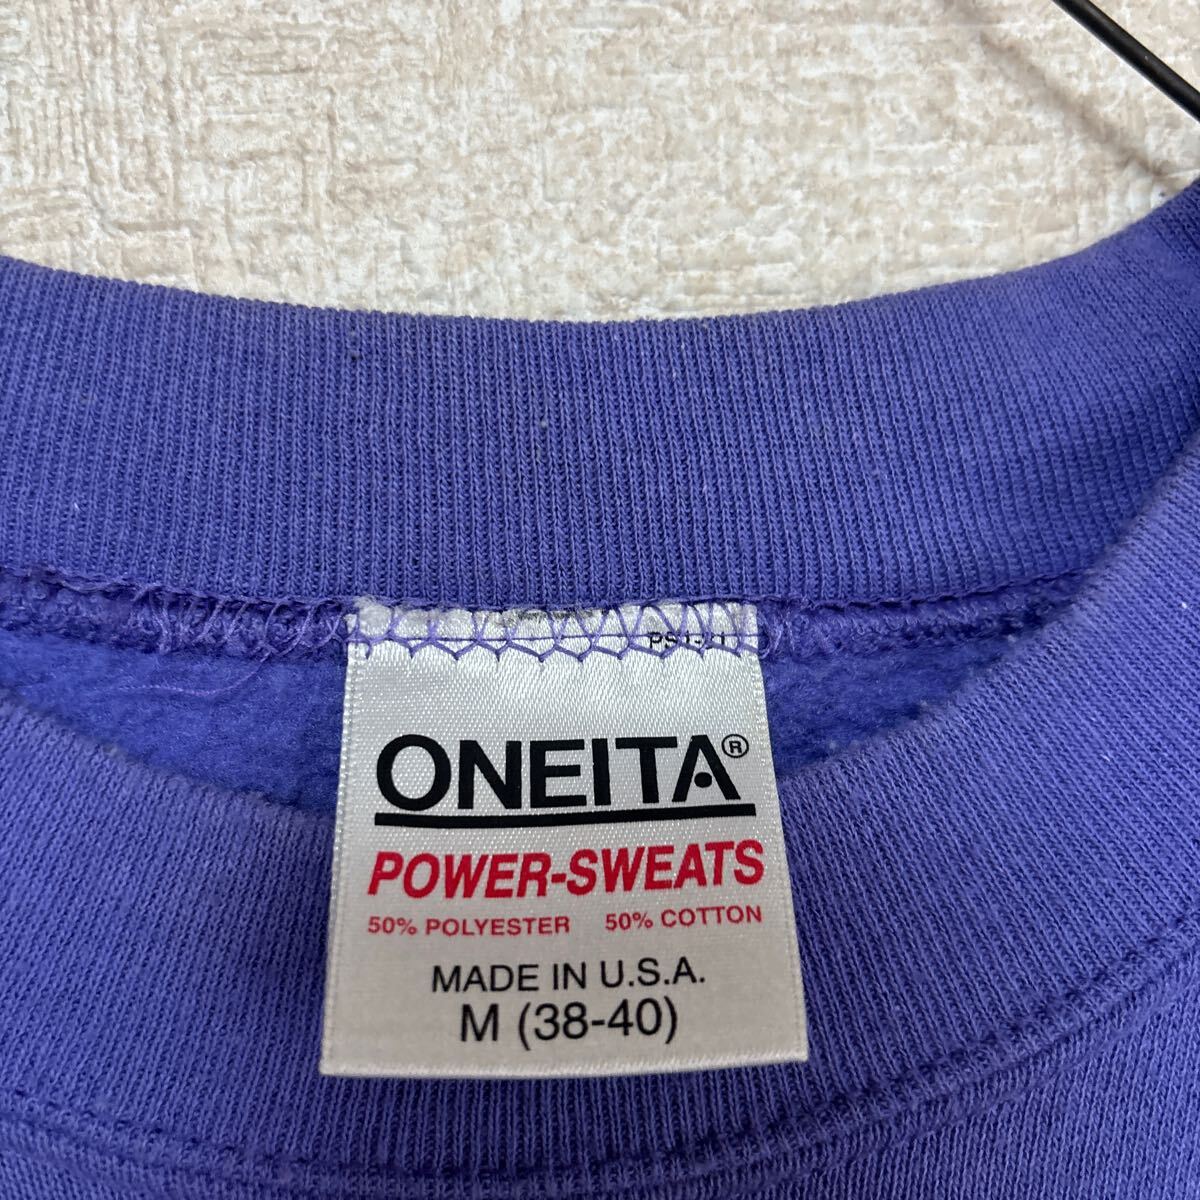 ONEITA®
POWER-SWEATS
50% POLYESTER 50% COTTON
MADE IN U.S.A.
M (38-40)